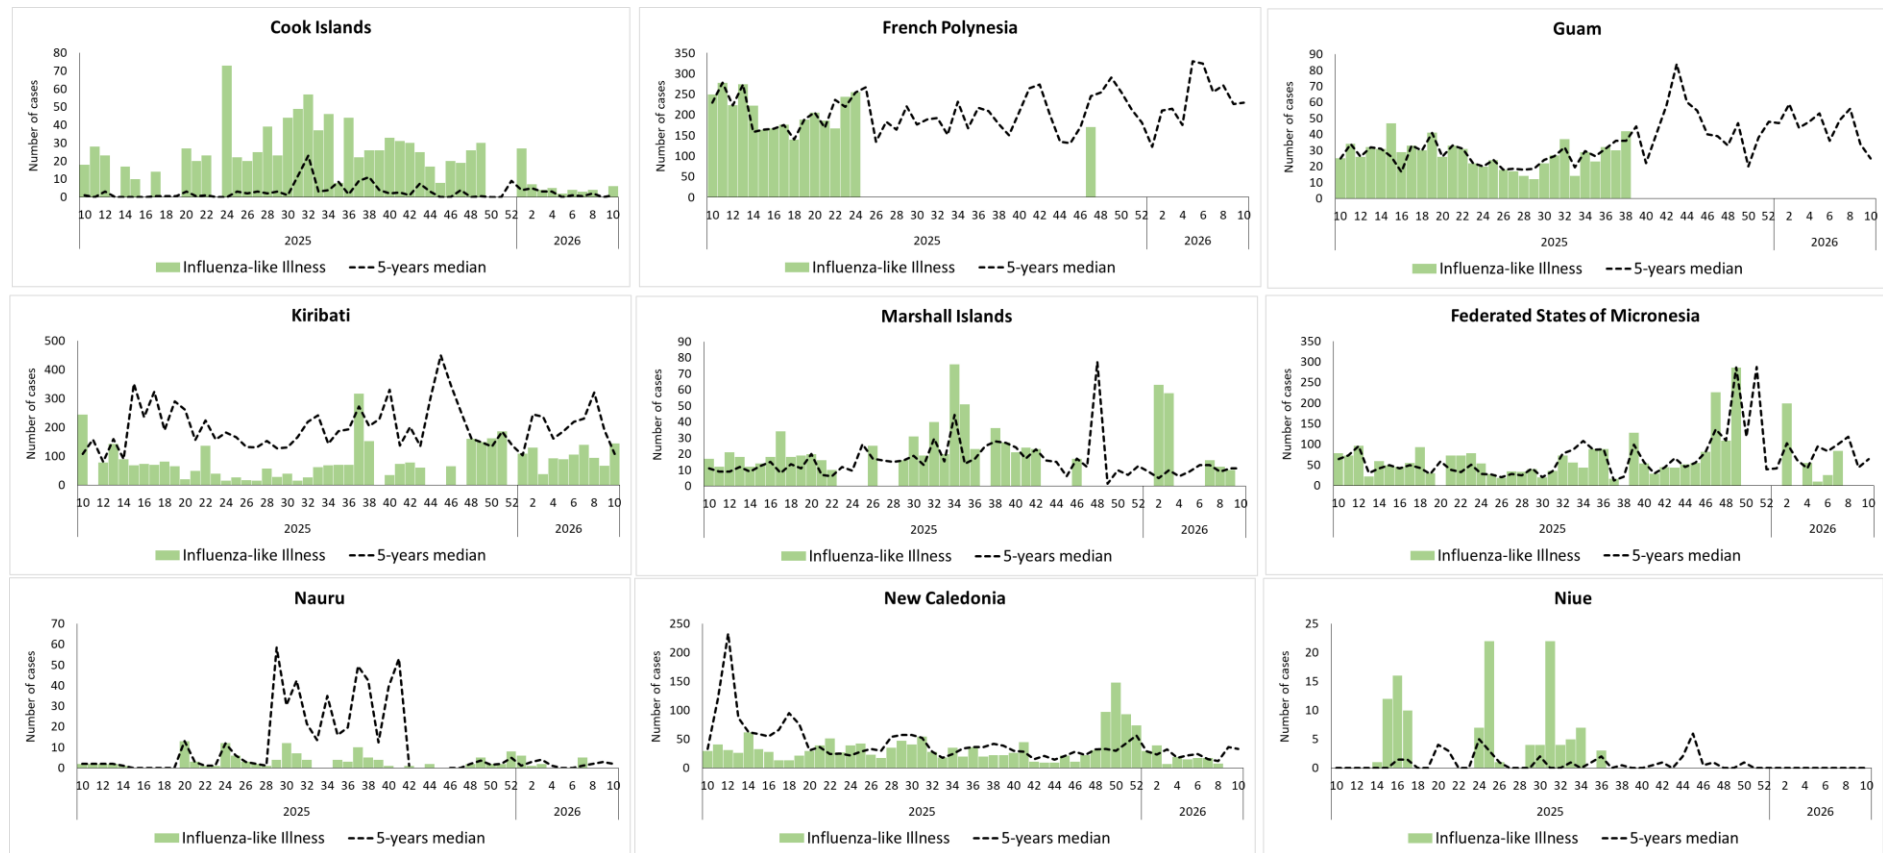 Cook Islands
Number of cases
80
70
60
50
40
30
20
10
0
10 12 14 16 18 20 22 24 26 28 30 32 34 36 38 40 42 44 46 48 50 52 2 4 6 8 10
2025 2026
Influenza-like Illness 5-years median
French Polynesia
Number of cases
350
300
250
200
150
100
50
0
10 12 14 16 18 20 22 24 26 28 30 32 34 36 38 40 42 44 46 48 50 52 2 4 6 8 10
2025 2026
Influenza-like Illness 5-years median
Guam
Number of cases
90
80
70
60
50
40
30
20
10
0
10 12 14 16 18 20 22 24 26 28 30 32 34 36 38 40 42 44 46 48 50 52 2 4 6 8 10
2025 2026
Influenza-like Illness 5-years median
Kiribati
Number of cases
500
400
300
200
100
0
10 12 14 16 18 20 22 24 26 28 30 32 34 36 38 40 42 44 46 48 50 52 2 4 6 8 10
2025 2026
Influenza-like Illness 5-years median
Marshall Islands
Number of cases
90
80
70
60
50
40
30
20
10
0
10 12 14 16 18 20 22 24 26 28 30 32 34 36 38 40 42 44 46 48 50 52 2 4 6 8 10
2025 2026
Influenza-like Illness 5-years median
Federated States of Micronesia
Number of cases
350
300
250
200
150
100
50
0
10 12 14 16 18 20 22 24 26 28 30 32 34 36 38 40 42 44 46 48 50 52 2 4 6 8 10
2025 2026
Influenza-like Illness 5-years median
Nauru
Number of cases
70
60
50
40
30
20
10
0
10 12 14 16 18 20 22 24 26 28 30 32 34 36 38 40 42 44 46 48 50 52 2 4 6 8 10
2025 2026
Influenza-like Illness 5-years median
New Caledonia
Number of cases
250
200
150
100
50
0
10 12 14 16 18 20 22 24 26 28 30 32 34 36 38 40 42 44 46 48 50 52 2 4 6 8 10
2025 2026
Influenza-like Illness 5-years median
Niue
Number of cases
25
20
15
10
5
0
10 12 14 16 18 20 22 24 26 28 30 32 34 36 38 40 42 44 46 48 50 52 2 4 6 8 10
2025 2026
Influenza-like Illness 5-years median